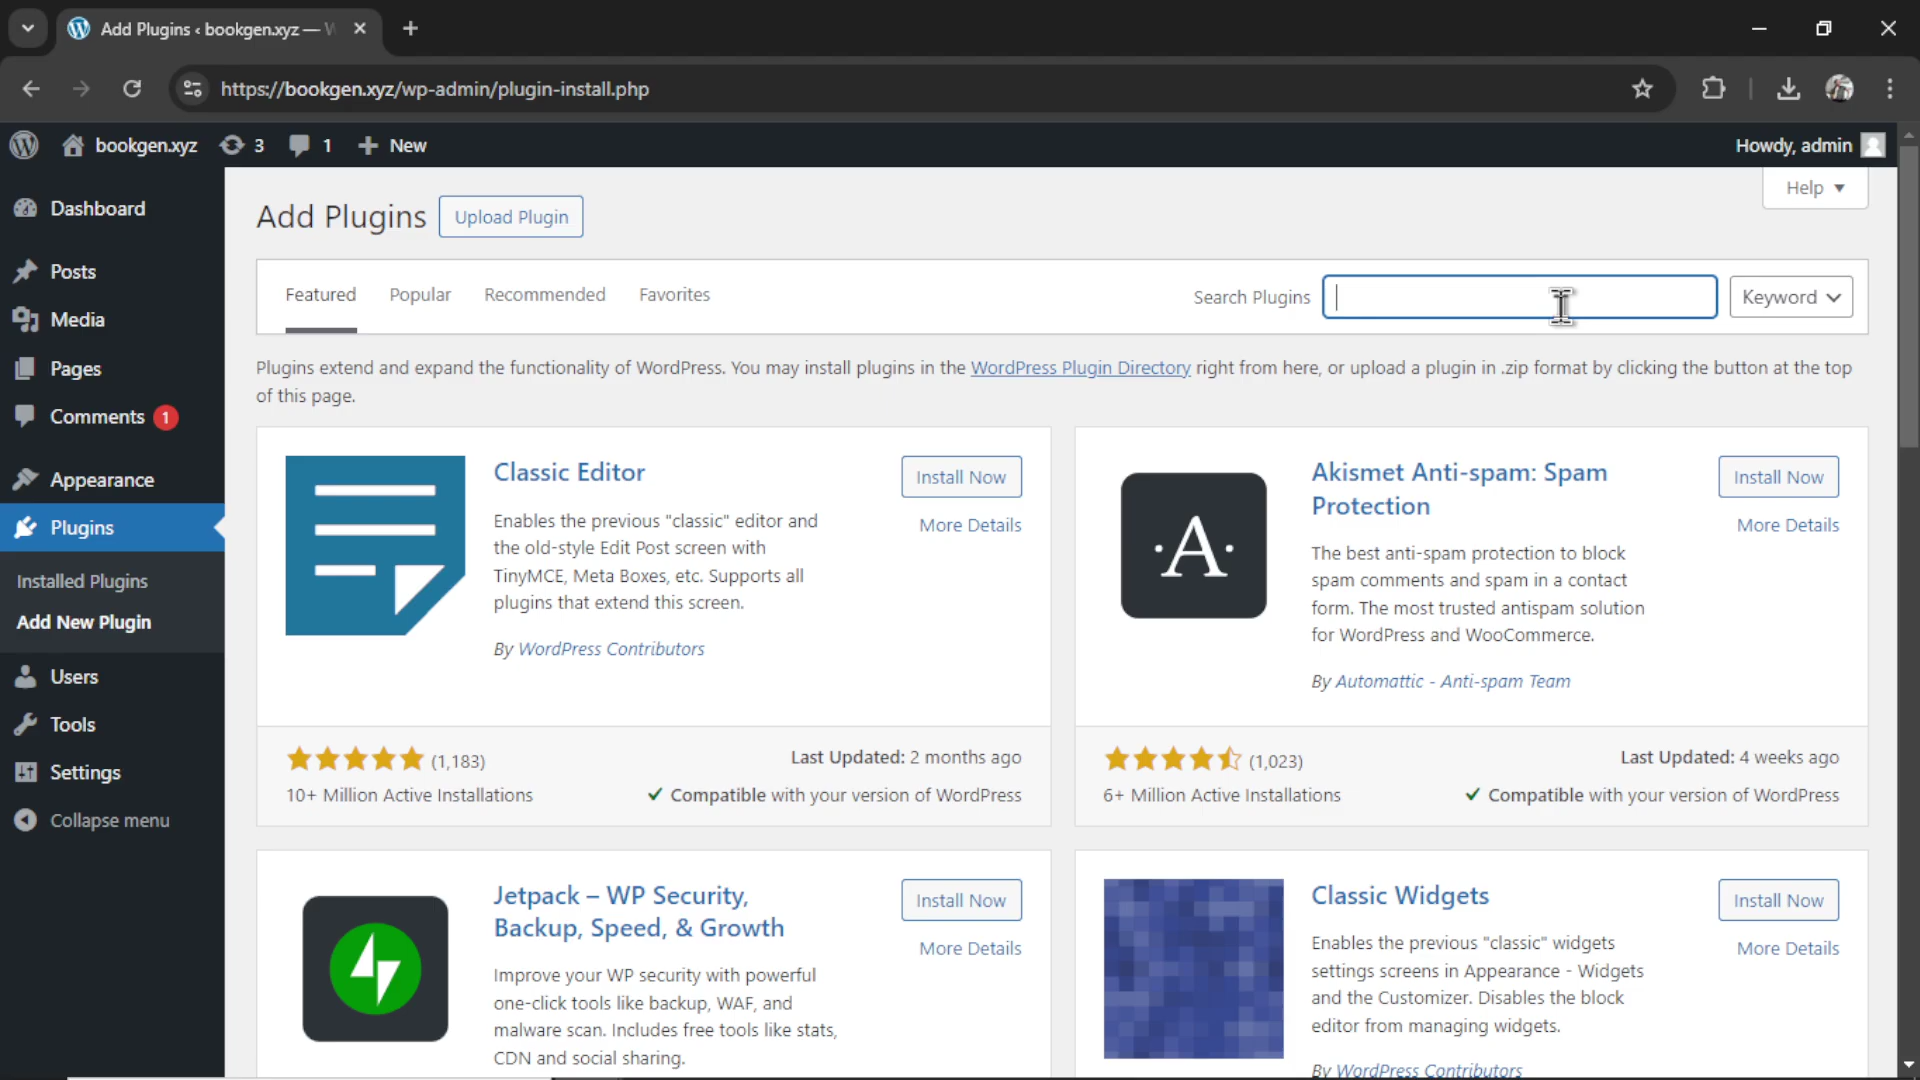 Add Plugins ‹ bookgen.xyz —
https://bookgen.xyz/wp-admin/plugin-install.php
bookgen.xyz 3 1 New Howdy, admin
Help
Dashboard
Posts
Media
Pages
Comments 1
Appearance
Plugins
Installed Plugins
Add New Plugin
Users
Tools
Settings
Collapse menu
Add Plugins Upload Plugin
Featured Popular Recommended Favorites Search Plugins Keyword
Plugins extend and expand the functionality of WordPress. You may install plugins in the WordPress Plugin Directory right from here, or upload a plugin in .zip format by clicking the button at the top
of this page.
Classic Editor
Install Now
More Details
Enables the previous "classic" editor and
the old-style Edit Post screen with
TinyMCE, Meta Boxes, etc. Supports all
plugins that extend this screen.
By WordPress Contributors
(1,183) Last Updated: 2 months ago
10+ Million Active Installations Compatible with your version of WordPress
·A·
Akismet Anti-spam: Spam
Protection
Install Now
More Details
The best anti-spam protection to block
spam comments and spam in a contact
form. The most trusted antispam solution
for WordPress and WooCommerce.
By Automattic - Anti-spam Team
(1,023) Last Updated: 4 weeks ago
6+ Million Active Installations Compatible with your version of WordPress
Jetpack – WP Security,
Backup, Speed, & Growth
Install Now
More Details
Improve your WP security with powerful
one-click tools like backup, WAF, and
malware scan. Includes free tools like stats,
CDN and social sharing.
Classic Widgets
Install Now
More Details
Enables the previous "classic" widgets
settings screens in Appearance - Widgets
and the Customizer. Disables the block
editor from managing widgets.
By WordPress Contributors